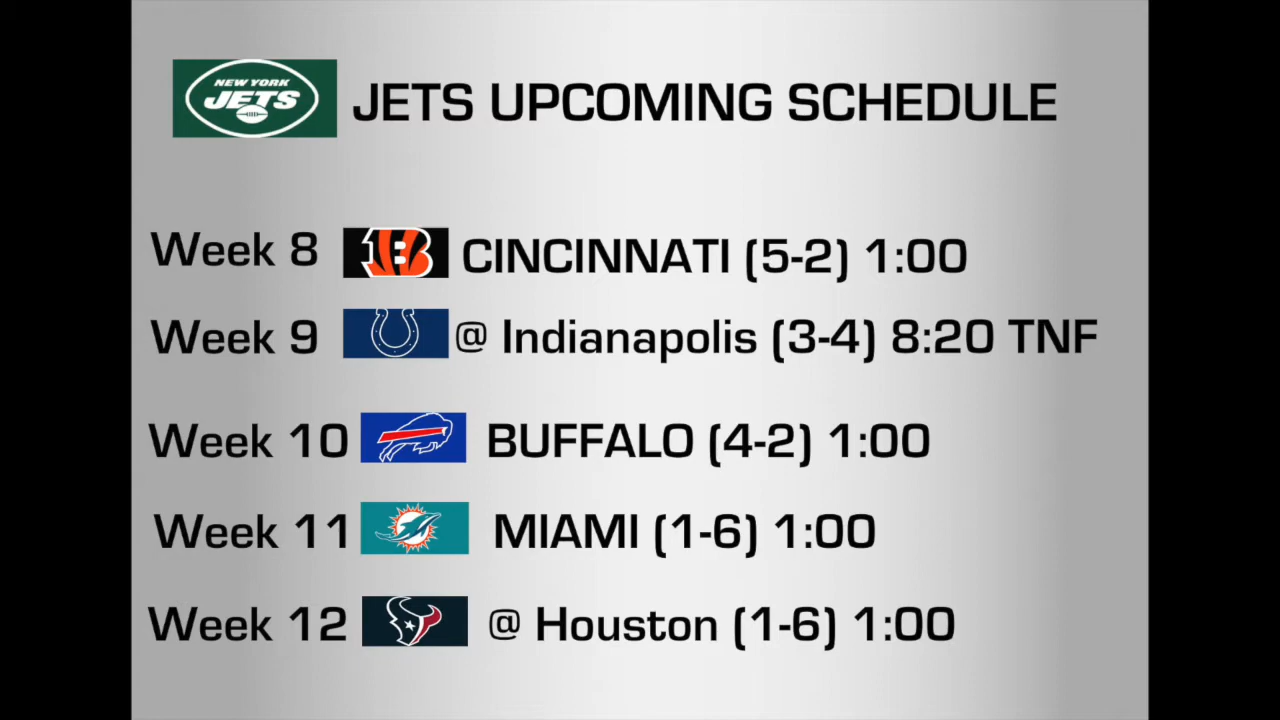 NEW YORK
JETS
JETS UPCOMING SCHEDULE
Week 8 B CINCINNATI (5-2) 1:00
Week 9 @ Indianapolis (3-4) 8:20 TNF
Week 10 BUFFALO (4-2) 1:00
Week 11 MIAMI (1-6) 1:00
Week 12 @ Houston (1-6) 1:00